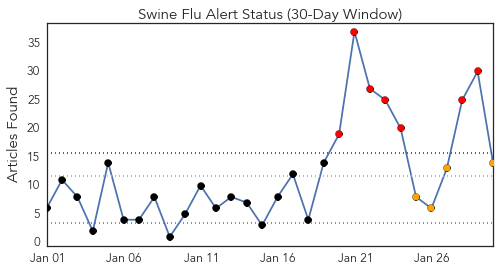 Swine Flu Alert Status (30-Day Window)
Articles Found
35
30
25
20
15
10
5
0
Jan 01 Jan 06 Jan 11 Jan 16 Jan 21 Jan 26